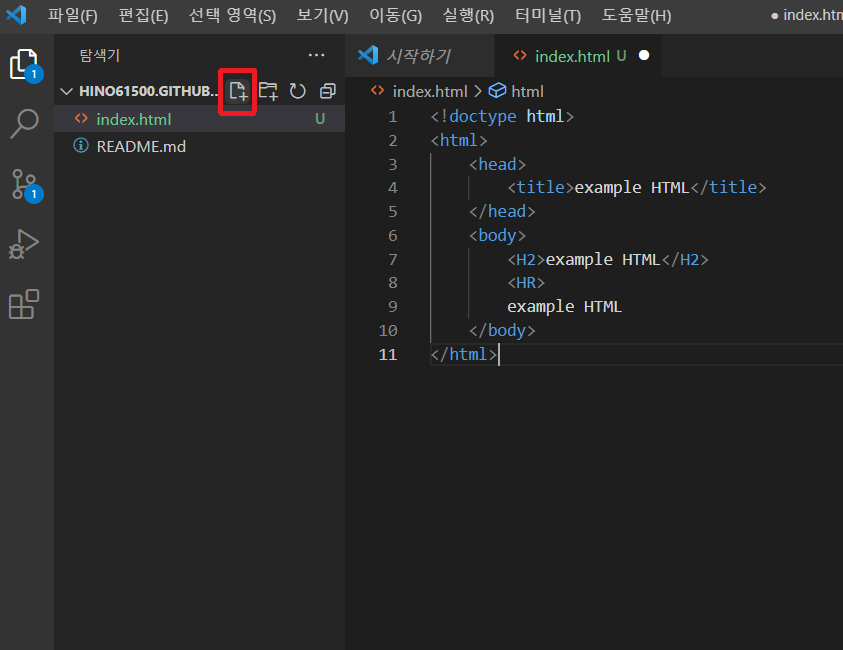 파일(F) 편집(E) 선택 영역(S) 보기(V) 이동(G) 실행(R) 터미널(T) 도움말(H) ● index.htm
탐색기 ...
HINO61500.GITHUB...
index.html U
README.md
1
1
시작하기 index.html U
index.html > html
1 <!doctype html>
2 <html>
3 <head>
4 <title>example HTML</title>
5 </head>
6 <body>
7 <H2>example HTML</H2>
8 <HR>
9 example HTML
10 </body>
11 </html>